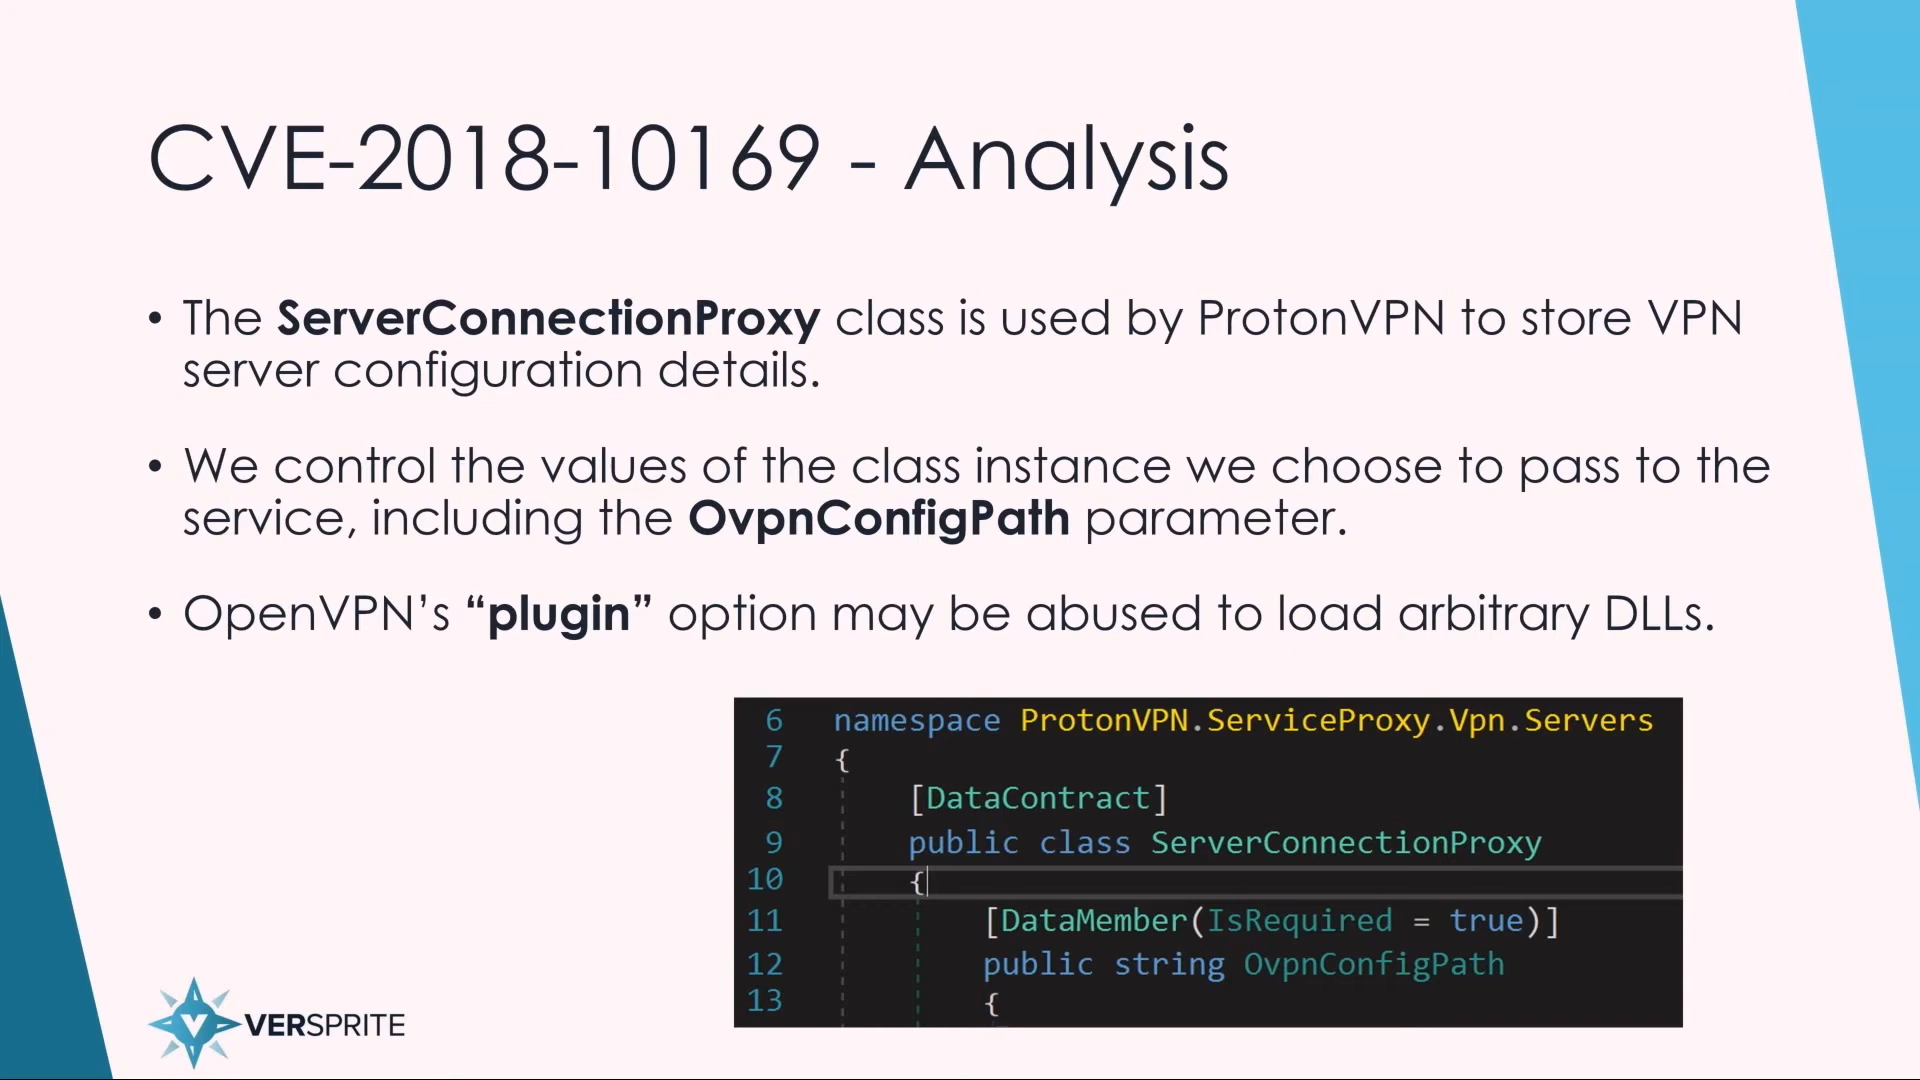 CVE-2018-10169 - Analysis
• The ServerConnectionProxy class is used by ProtonVPN to store VPN
server configuration details.
• We control the values of the class instance we choose to pass to the
service, including the OvpnConfigPath parameter.
• OpenVPN’s “plugin” option may be abused to load arbitrary DLLs.
6 namespace ProtonVPN.ServiceProxy.Vpn.Servers
7 {
8 [DataContract]
9 public class ServerConnectionProxy
10 {
11 [DataMember(IsRequired = true)]
12 public string OvpnConfigPath
13 {
VERSPRITE